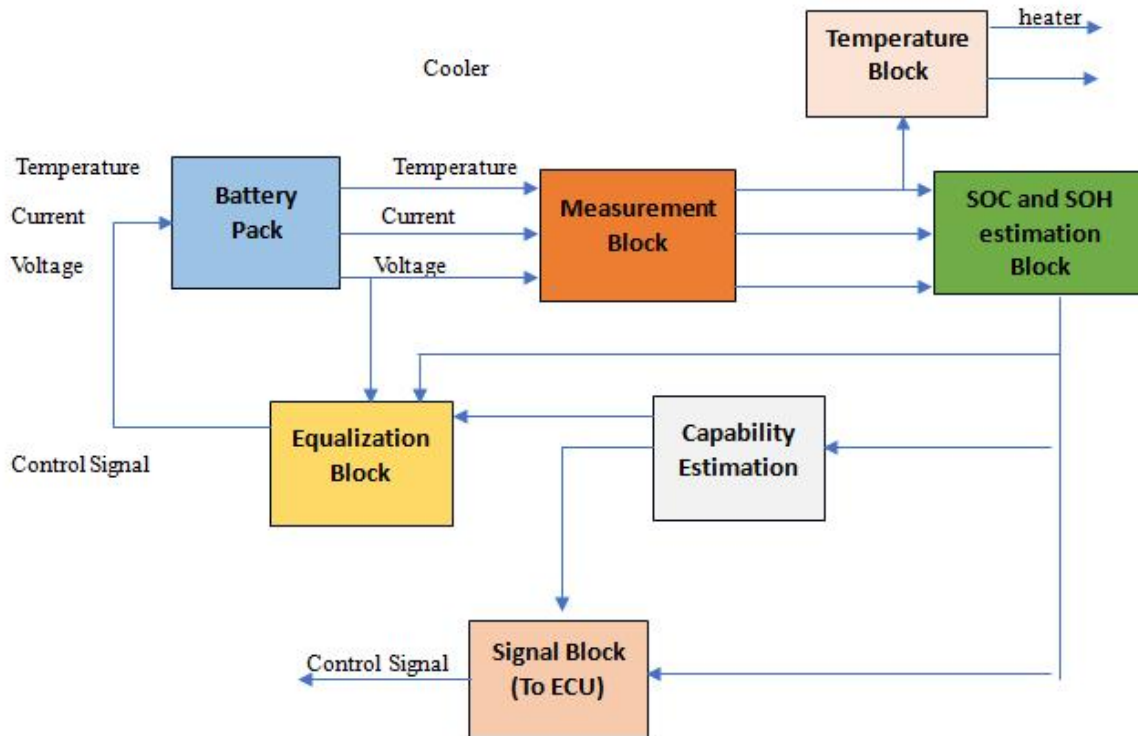 heater
Temperature
Block
Cooler
Temperature
Current
Voltage
Battery
Pack
Temperature
Current
Voltage
Measurement
Block
SOC and SOH
estimation
Block
Control Signal
Equalization
Block
Capability
Estimation
Control Signal
Signal Block
(To ECU)